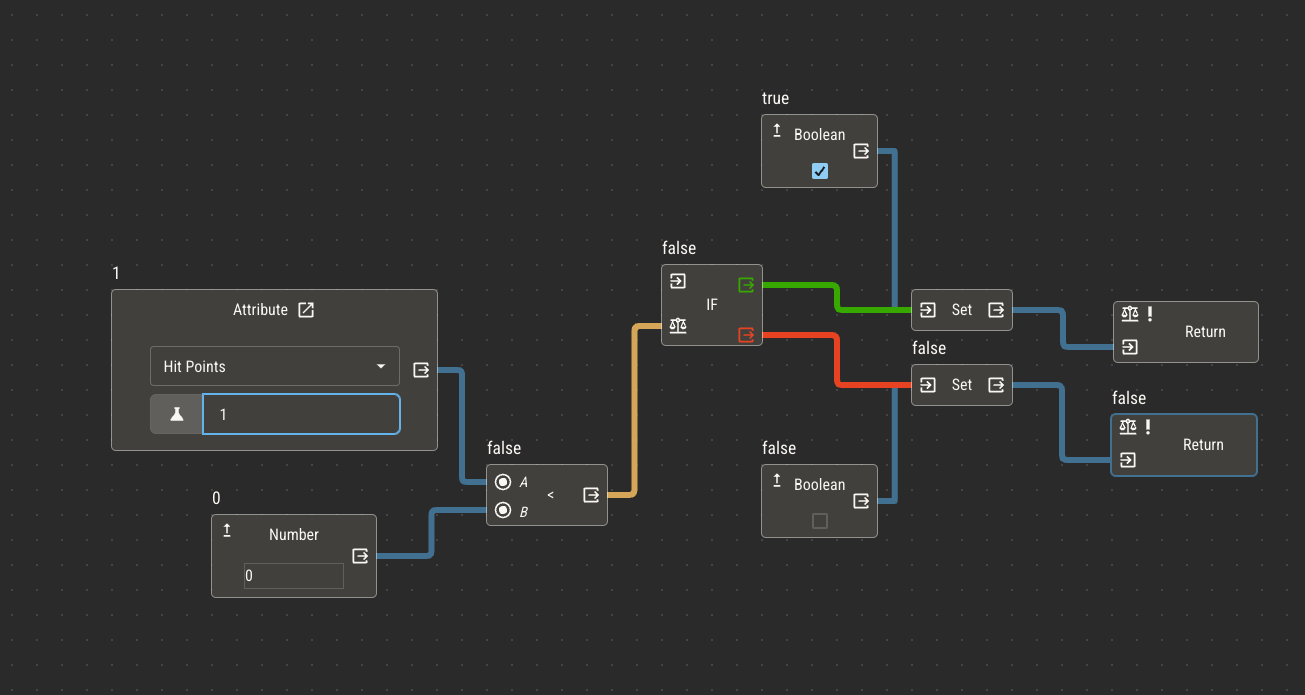 true
Boolean
false
IF
1
Attribute
Hit Points
1
Set
Return
false
Set
false
Return
false
A
<
B
false
Boolean
0
Number
0